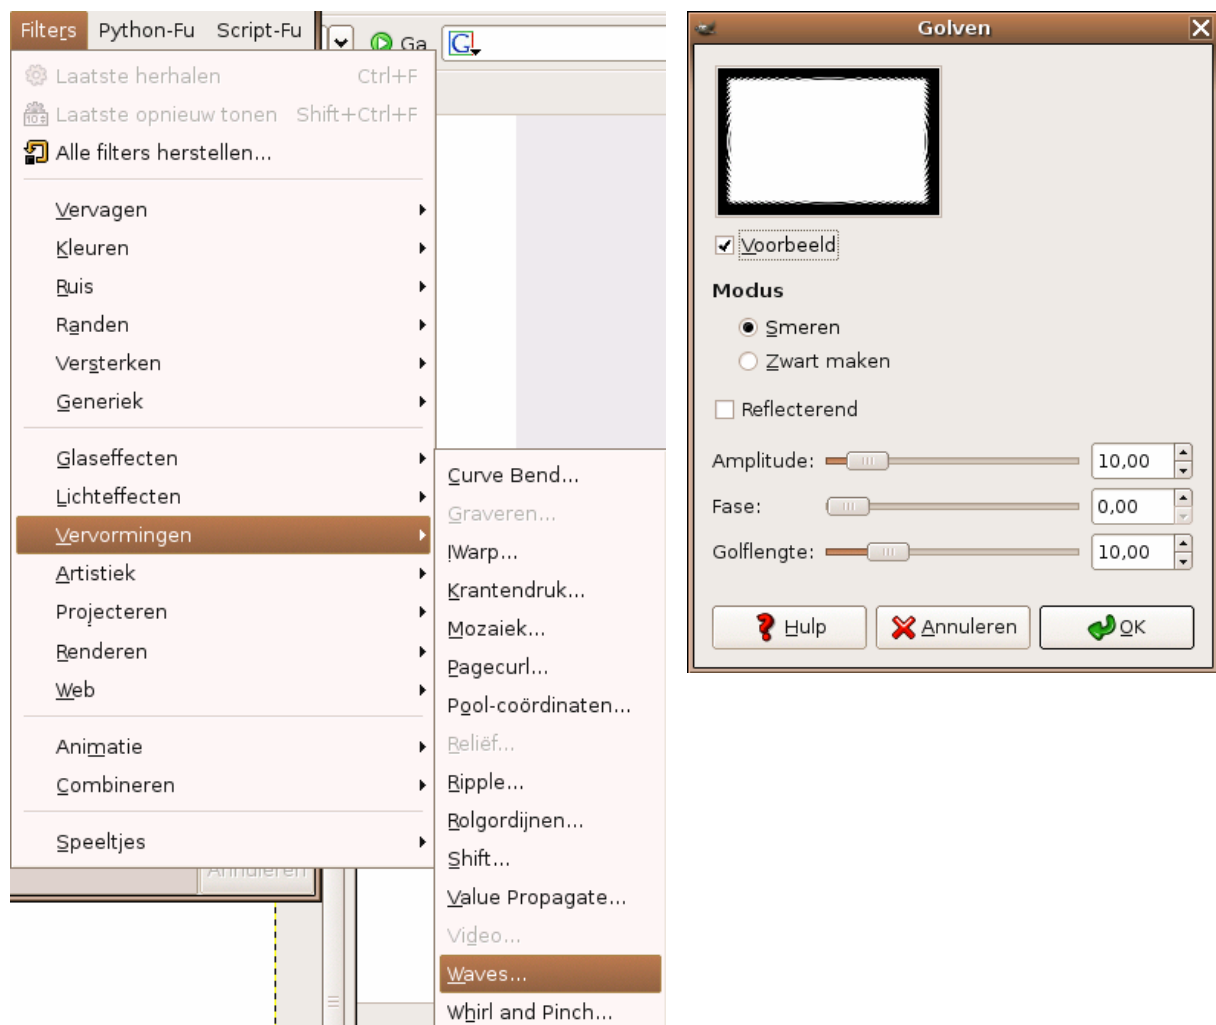 Filters Python-Fu Script-Fu
Laatste herhalen Ctrl+F
Laatste opnieuw tonen Shift+Ctrl+F
Alle filters herstellen...
Vervagen
Kleuren
Ruis
Randen
Versterken
Generiek
Glaseffecten
Lichteffecten
Vervormingen
Artistiek
Projecteren
Renderen
Web
Animatie
Combineren
Speeltjes
Annuleren
Ga
G
Curve Bend...
Graveren...
IWarp...
Krantendruk...
Mozaiek...
Pagecurl...
Pool-coördinaten...
Reliëf...
Ripple...
Rolgordijnen...
Shift...
Value Propagate...
Video...
Waves...
Whirl and Pinch...
Golven
Voorbeeld
Modus
Smeren
Zwart maken
Reflecterend
Amplitude: 10,00
Fase: 0,00
Golflengte: 10,00
Hulp Annuleren OK